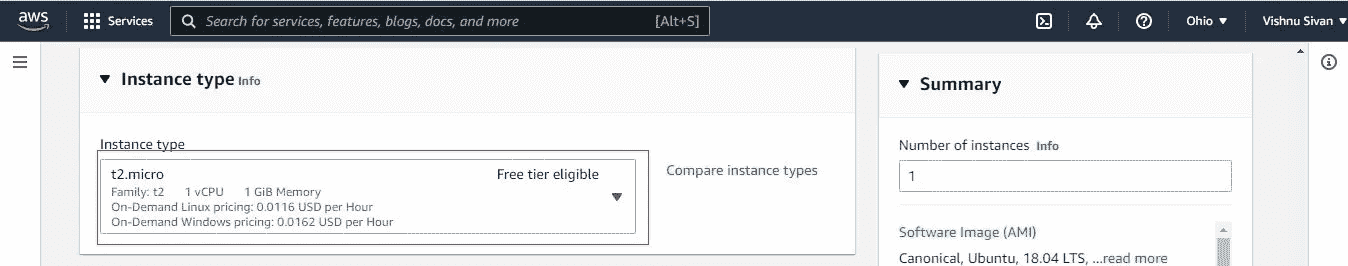 aws Services Search for services, features, blogs, docs, and more [Alt+S] Ohio Vishnu Sivan
Instance type Info
Instance type
t2.micro Free tier eligible
Family: t2 1 vCPU 1 GiB Memory
On-Demand Linux pricing: 0.0116 USD per Hour
On-Demand Windows pricing: 0.0162 USD per Hour
Compare instance types
Summary
Number of instances Info
1
Software Image (AMI)
Canonical, Ubuntu, 18.04 LTS, ...read more